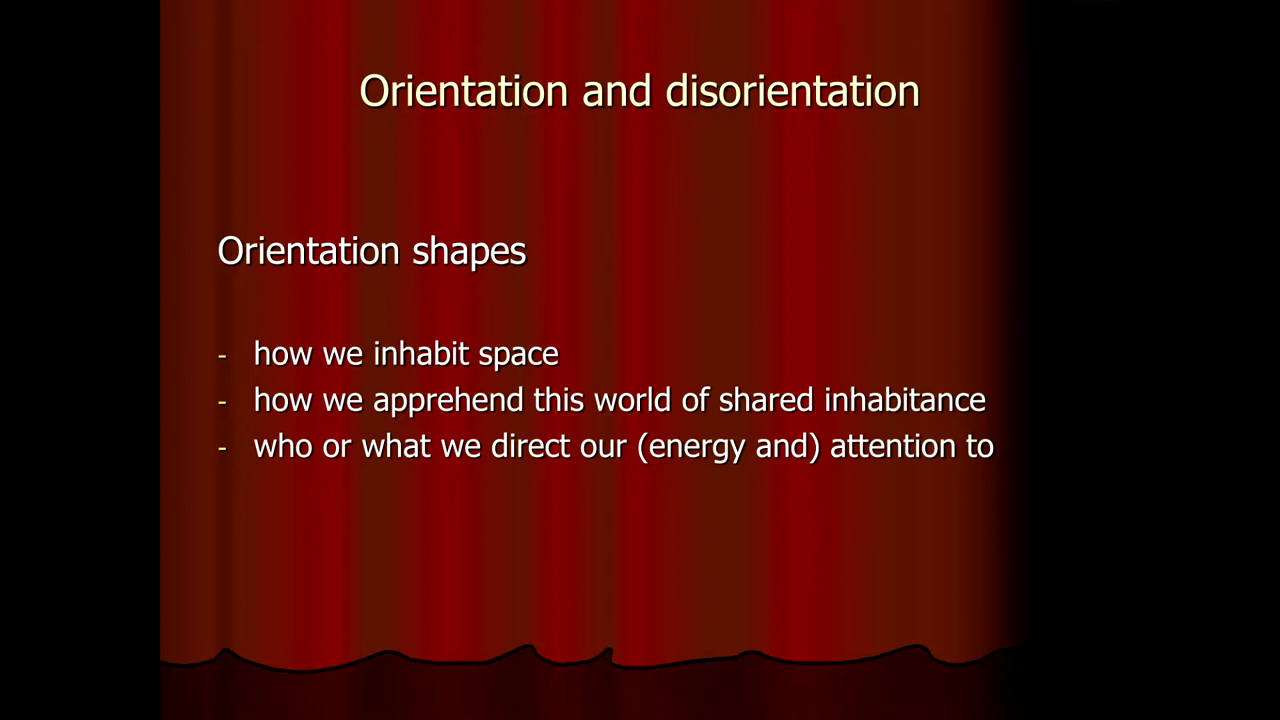 Orientation and disorientation
Orientation shapes
- how we inhabit space
- how we apprehend this world of shared inhabitance
- who or what we direct our (energy and) attention to